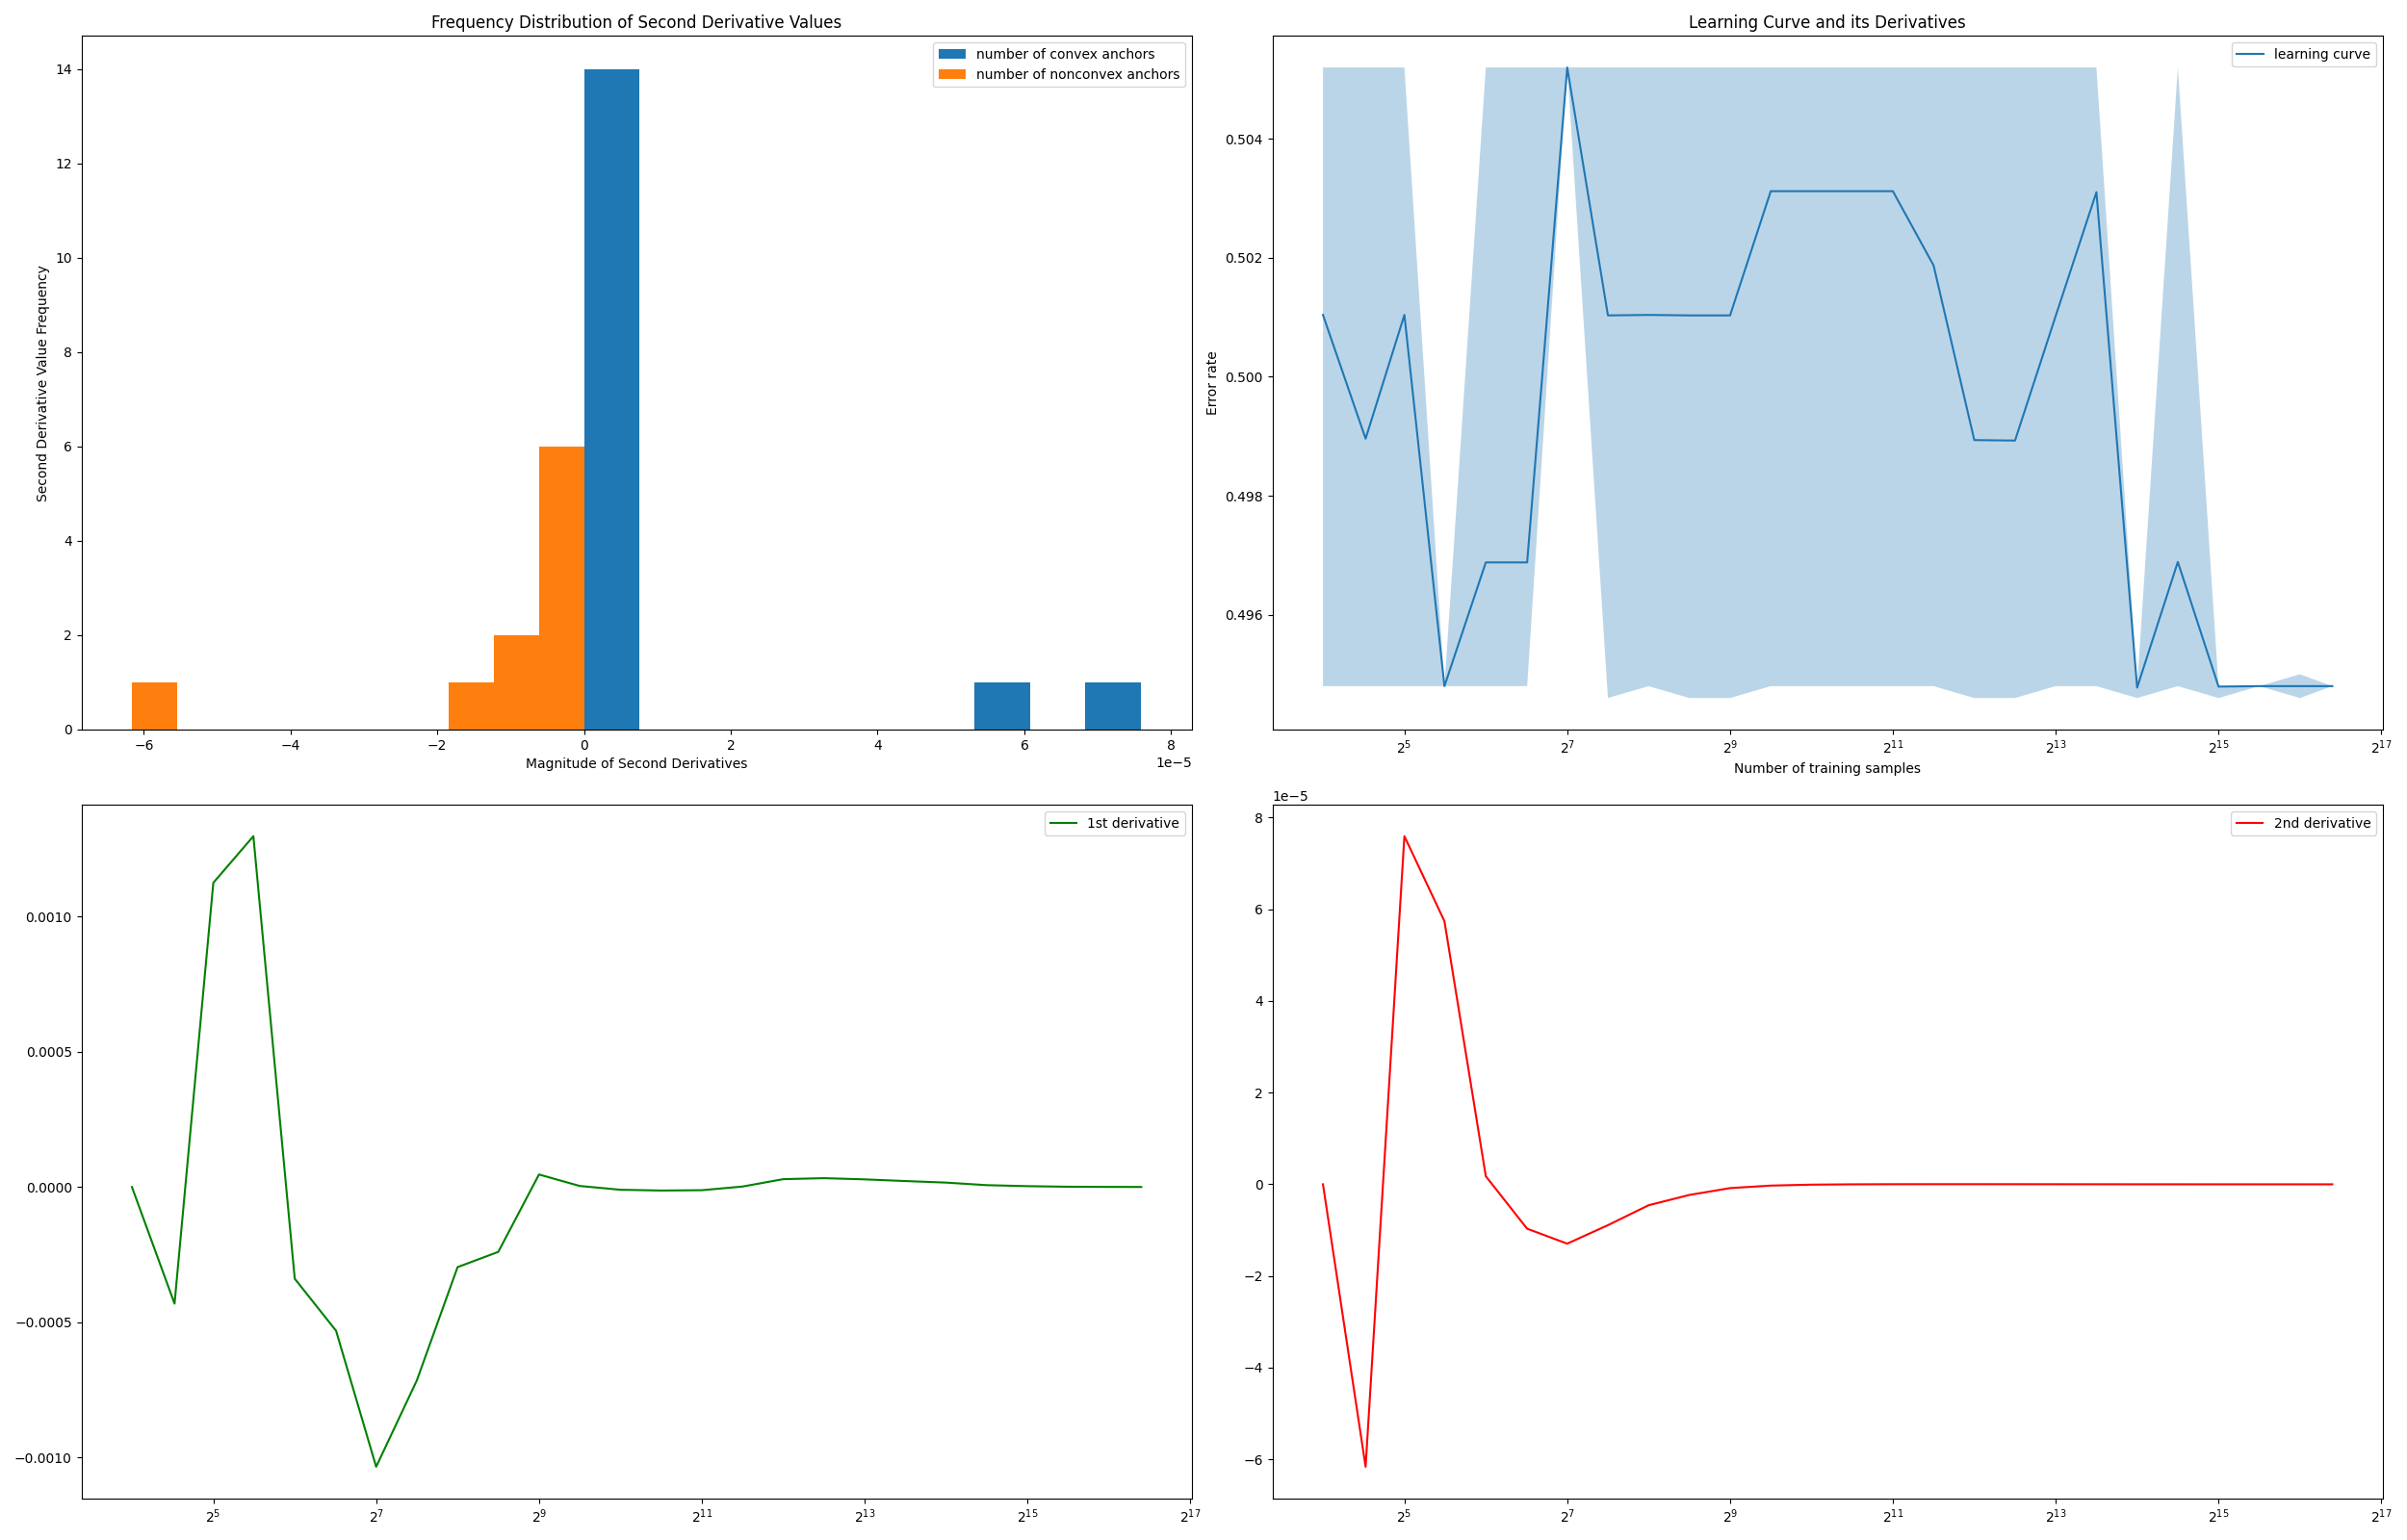 Frequency Distribution of Second Derivative Values
number of convex anchors
number of nonconvex anchors
Second Derivative Value Frequency
14
12
10
8
6
4
2
0
−6 −4 −2 0 2 4 6 8
1e−5
Magnitude of Second Derivatives
Learning Curve and its Derivatives
learning curve
Error rate
0.504
0.502
0.500
0.498
0.496
2^5 2^7 2^9 2^11 2^13 2^15 2^17
Number of training samples
1st derivative
0.0010
0.0005
0.0000
−0.0005
−0.0010
2^5 2^7 2^9 2^11 2^13 2^15 2^17
1e−5
2nd derivative
8
6
4
2
0
−2
−4
−6
2^5 2^7 2^9 2^11 2^13 2^15 2^17